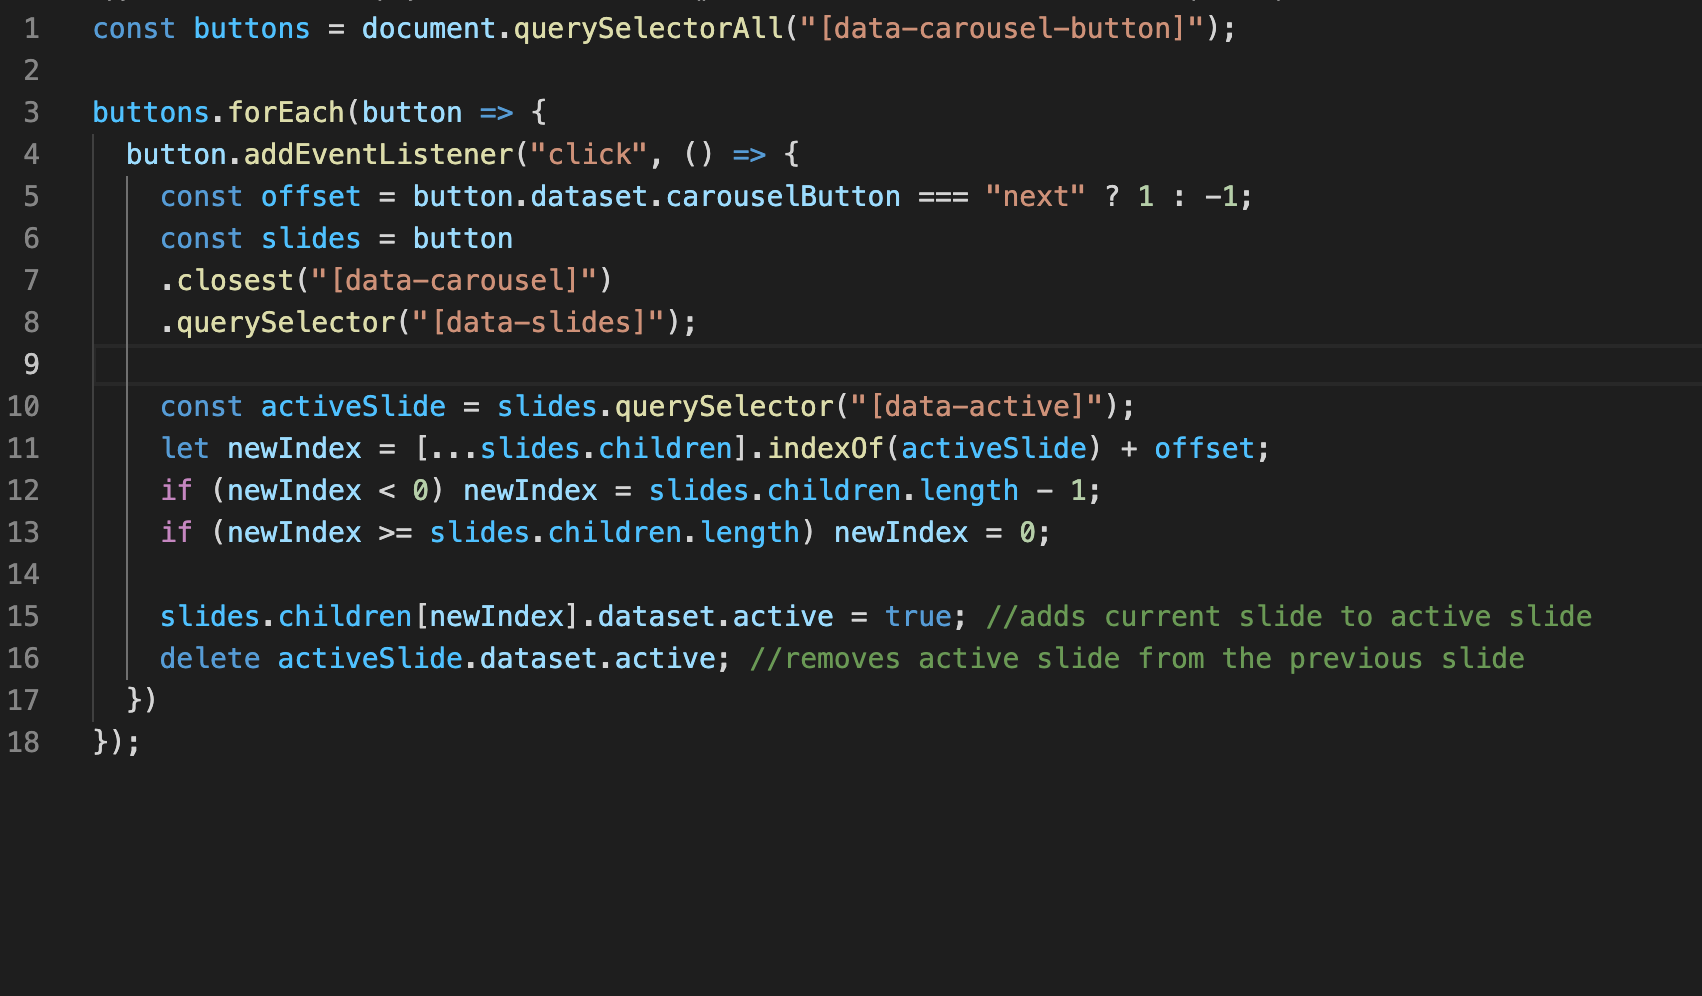 1 const buttons = document.querySelectorAll("[data-carousel-button]");
2
3 buttons.forEach(button => {
4   button.addEventListener("click", () => {
5     const offset = button.dataset.carouselButton === "next" ? 1 : -1;
6     const slides = button
7     .closest("[data-carousel]")
8     .querySelector("[data-slides]");
9
10     const activeSlide = slides.querySelector("[data-active]");
11     let newIndex = [...slides.children].indexOf(activeSlide) + offset;
12     if (newIndex < 0) newIndex = slides.children.length - 1;
13     if (newIndex >= slides.children.length) newIndex = 0;
14
15     slides.children[newIndex].dataset.active = true; //adds current slide to active slide
16     delete activeSlide.dataset.active; //removes active slide from the previous slide
17   })
18 });